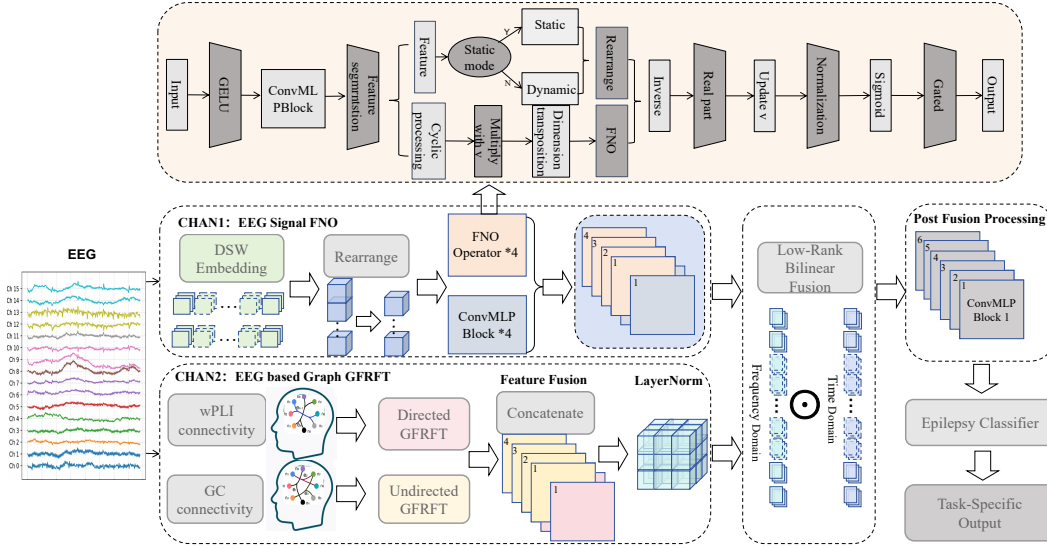 Input
GELU
ConvML
PBlock
Feature
segmrntstion
Feature
Static
mode
Y
N
Static
Dynamic
Rearrange
Cyclic
processing
Multiply
with v
Dimension
transposition
FNO
Inverse
Real part
Update v
Normalization
Sigmoid
Gated
Output
EEG
Ch 15
Ch 14
Ch 13
Ch 12
Ch 11
Ch 10
Ch 9
Ch 8
Ch 7
Ch 6
Ch 5
Ch 4
Ch 3
Ch 2
Ch 1
Ch 0
CHAN1: EEG Signal FNO
DSW
Embedding
Rearrange
FNO
Operator *4
ConvMLP
Block *4
4
3
2
1
1
CHAN2: EEG based Graph GFRFT
wPLI
connectivity
GC
connectivity
Directed
GFRFT
Undirected
GFRFT
Feature Fusion
Concatenate
4
3
2
1
1
LayerNorm
Low-Rank
Bilinear
Fusion
Frequency Domain
Time Domain
Post Fusion Processing
6
5
4
3
2
1
ConvMLP
Block 1
Epilepsy Classifier
Task-Specific
Output